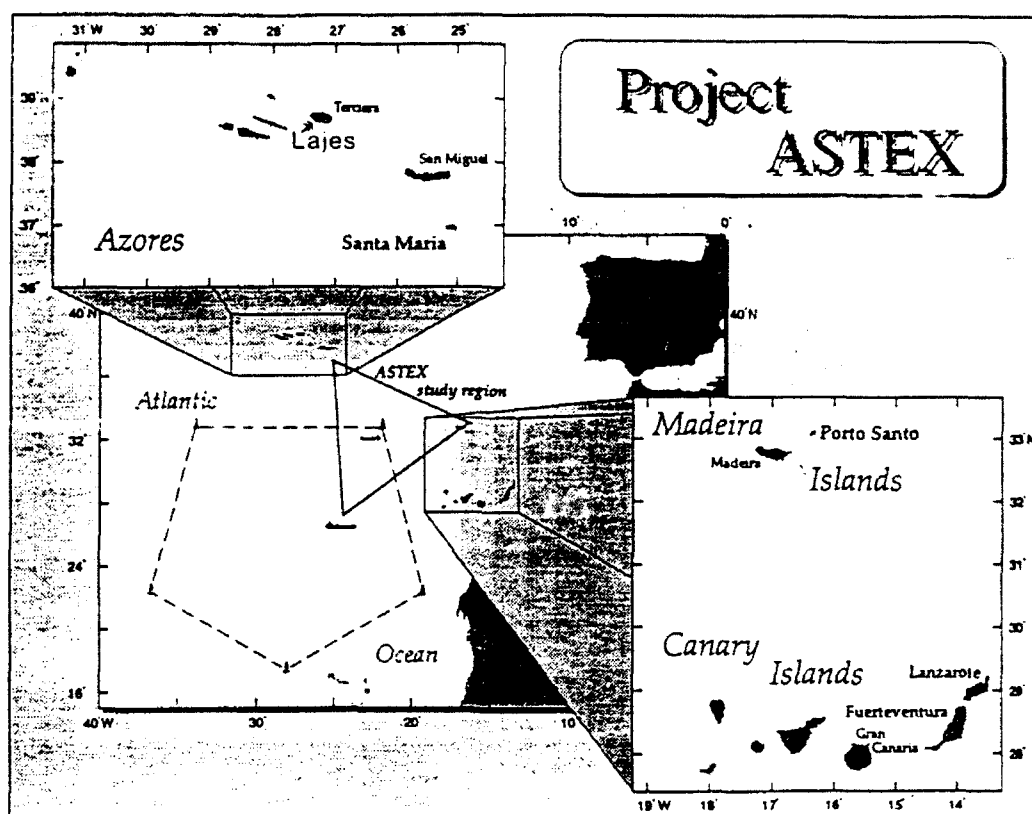 Project
ASTEX
31°W 30° 29° 28° 27° 26° 25°
39°
38°
37°
36°
Terciera
Lajes
San Miguel
Azores
Santa Maria
10° 0°
40°N
40°N
32°
24°
16°
40°W 30° 20° 10°
ASTEX
study region
Atlantic
Ocean
Madeira
Islands
Porto Santo
Madeira
Canary
Islands
Lanzarote
Fuerteventura
Gran
Canaria
33°N
32°
31°
30°
29°
28°
19°W 18° 17° 16° 15° 14°